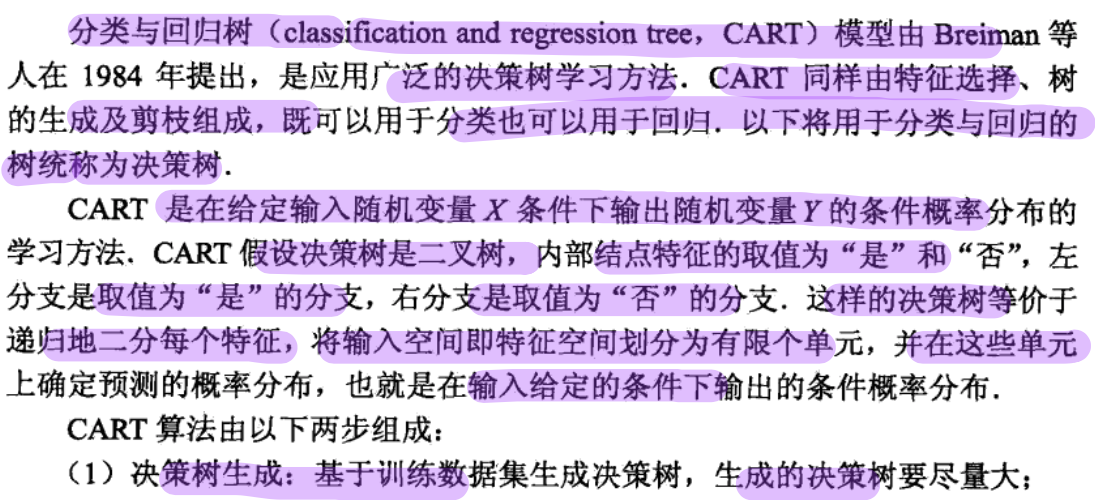 分类与回归树（classification and regression tree，CART）模型由 Breiman 等
人在 1984 年提出，是应用广泛的决策树学习方法．CART 同样由特征选择、树
的生成及剪枝组成，既可以用于分类也可以用于回归．以下将用于分类与回归的
树统称为决策树．
CART 是在给定输入随机变量 X 条件下输出随机变量 Y 的条件概率分布的
学习方法．CART 假设决策树是二叉树，内部结点特征的取值为“是”和“否”，左
分支是取值为“是”的分支，右分支是取值为“否”的分支．这样的决策树等价于
递归地二分每个特征，将输入空间即特征空间划分为有限个单元，并在这些单元
上确定预测的概率分布，也就是在输入给定的条件下输出的条件概率分布．
CART 算法由以下两步组成：
（1）决策树生成：基于训练数据集生成决策树，生成的决策树要尽量大；